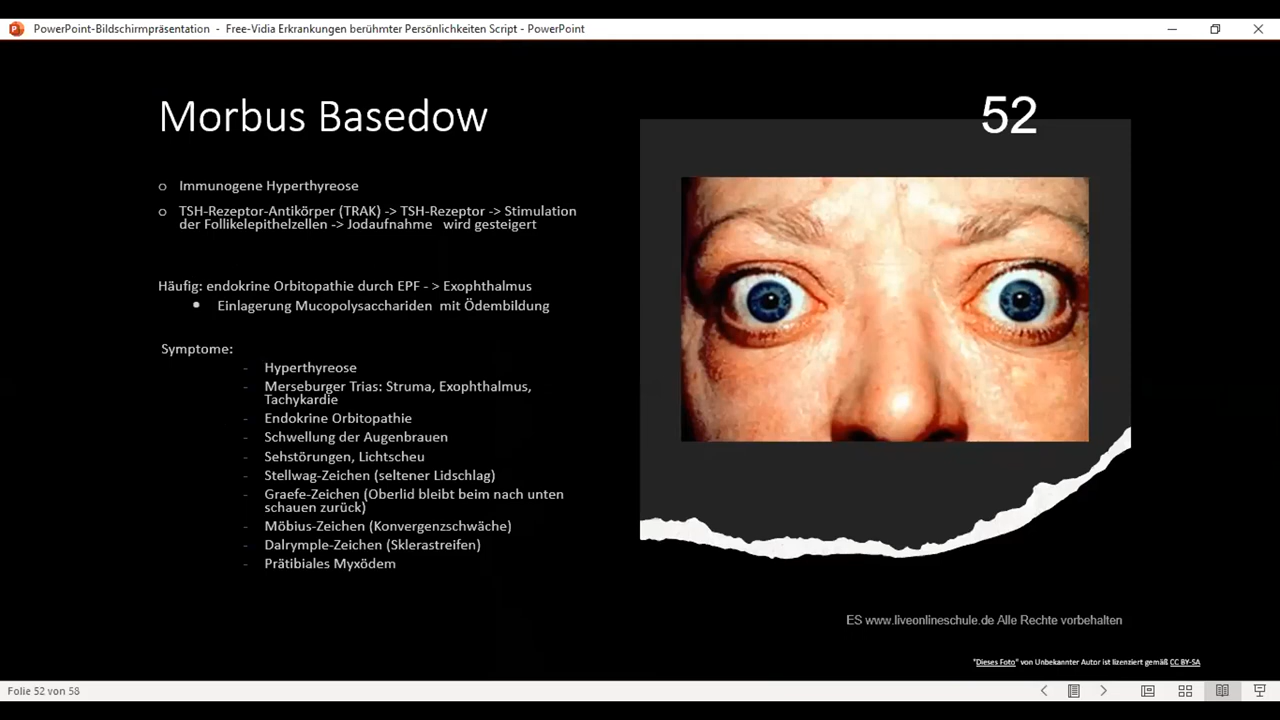 PowerPoint-Bildschirmpräsentation - Free-Vidia Erkrankungen berühmter Persönlichkeiten Script - PowerPoint
Morbus Basedow
52
o Immunogene Hyperthyreose
o TSH-Rezeptor-Antikörper (TRAK) -> TSH-Rezeptor -> Stimulation
der Follikelepithelzellen -> Jodaufnahme wird gesteigert
Häufig: endokrine Orbitopathie durch EPF - > Exophthalmus
• Einlagerung Mucopolysacchariden mit Ödembildung
Symptome:
- Hyperthyreose
- Merseburger Trias: Struma, Exophthalmus,
Tachykardie
- Endokrine Orbitopathie
- Schwellung der Augenbrauen
- Sehstörungen, Lichtscheu
- Stellwag-Zeichen (seltener Lidschlag)
- Graefe-Zeichen (Oberlid bleibt beim nach unten
schauen zurück)
- Möbius-Zeichen (Konvergenzschwäche)
- Dalrymple-Zeichen (Sklerastreifen)
- Prätibiales Myxödem
ES www.liveonlineschule.de Alle Rechte vorbehalten
"Dieses Foto" von Unbekannter Autor ist lizenziert gemäß CC BY-SA
Folie 52 von 58